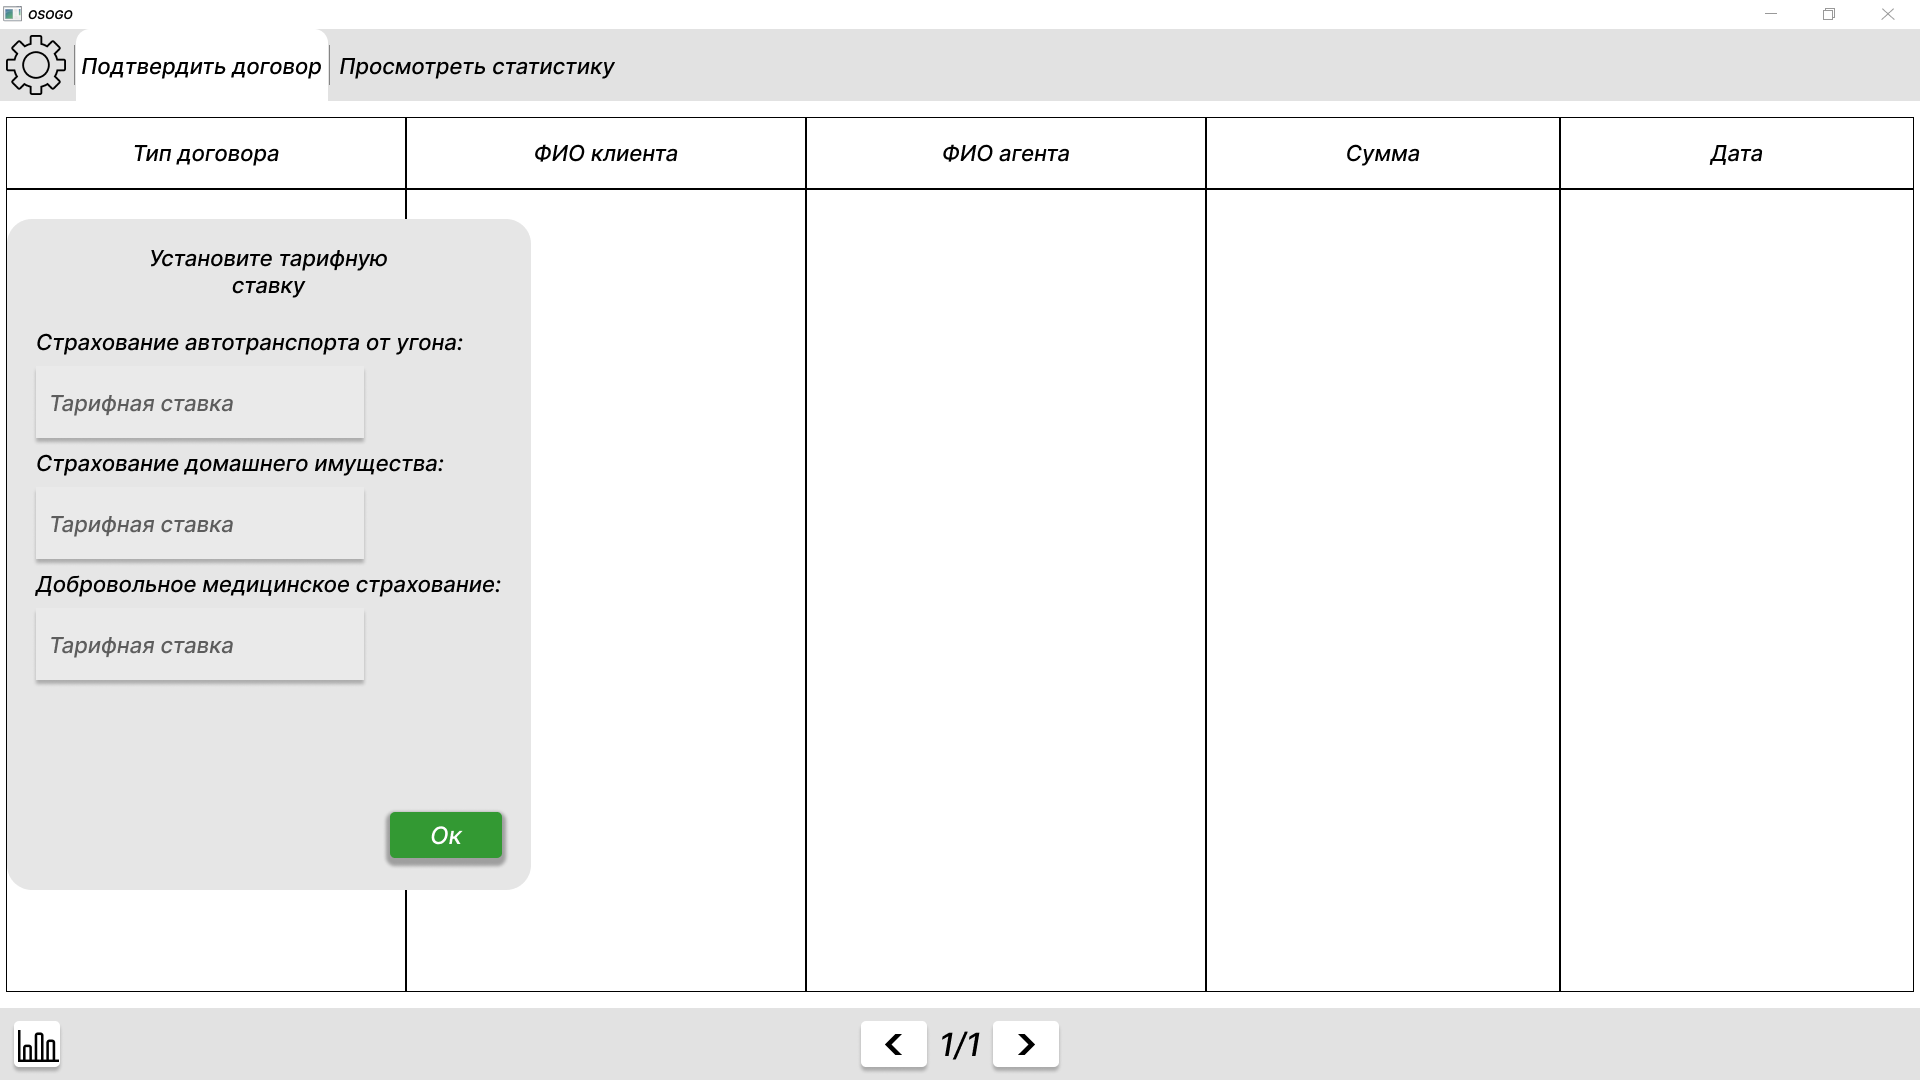 OSOGO
Подтвердить договор
Просмотреть статистику
Тип договора
ФИО клиента
ФИО агента
Сумма
Дата
Установите тарифную
ставку
Страхование автотранспорта от угона:
Тарифная ставка
Страхование домашнего имущества:
Тарифная ставка
Добровольное медицинское страхование:
Тарифная ставка
Ок
1/1